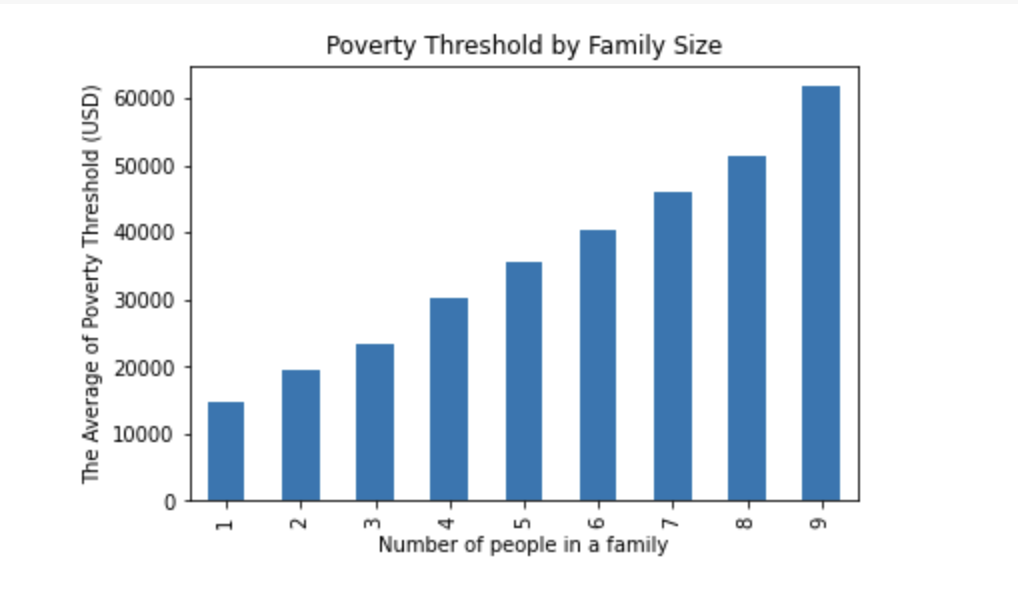 Poverty Threshold by Family Size
The Average of Poverty Threshold (USD)
60000
50000
40000
30000
20000
10000
0
1 2 3 4 5 6 7 8 9
Number of people in a family